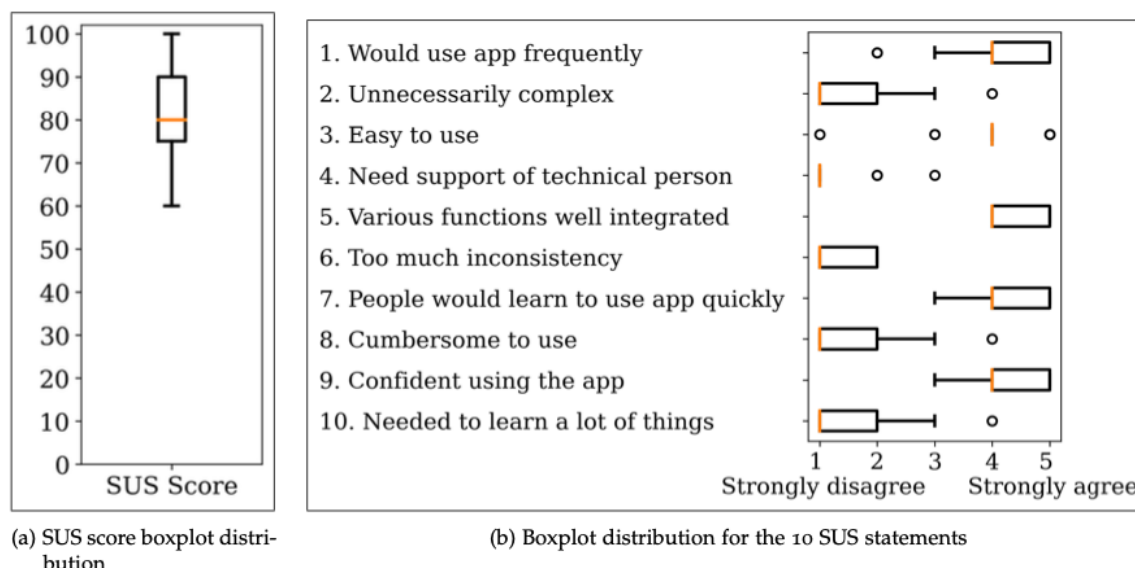 100
90
80
70
60
50
40
30
20
10
0
SUS Score
(a) SUS score boxplot distri-
bution
1. Would use app frequently
2. Unnecessarily complex
3. Easy to use
4. Need support of technical person
5. Various functions well integrated
6. Too much inconsistency
7. People would learn to use app quickly
8. Cumbersome to use
9. Confident using the app
10. Needed to learn a lot of things
1 2 3 4 5
Strongly disagree Strongly agree
(b) Boxplot distribution for the 10 SUS statements